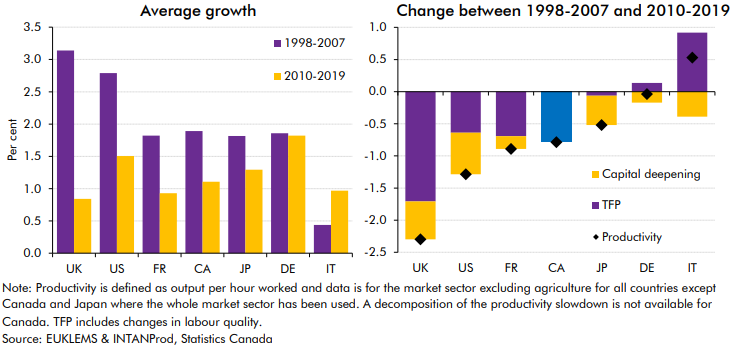 Average growth
3.5
3.0
2.5
2.0
1.5
1.0
0.5
0.0
Per cent
1998-2007
2010-2019
UK US FR CA JP DE IT
Change between 1998-2007 and 2010-2019
1.0
0.5
0.0
-0.5
-1.0
-1.5
-2.0
-2.5
Capital deepening
TFP
Productivity
UK US FR CA JP DE IT
Note: Productivity is defined as output per hour worked and data is for the market sector excluding agriculture for all countries except
Canada and Japan where the whole market sector has been used. A decomposition of the productivity slowdown is not available for
Canada. TFP includes changes in labour quality.
Source: EUKLEMS & INTANProd, Statistics Canada